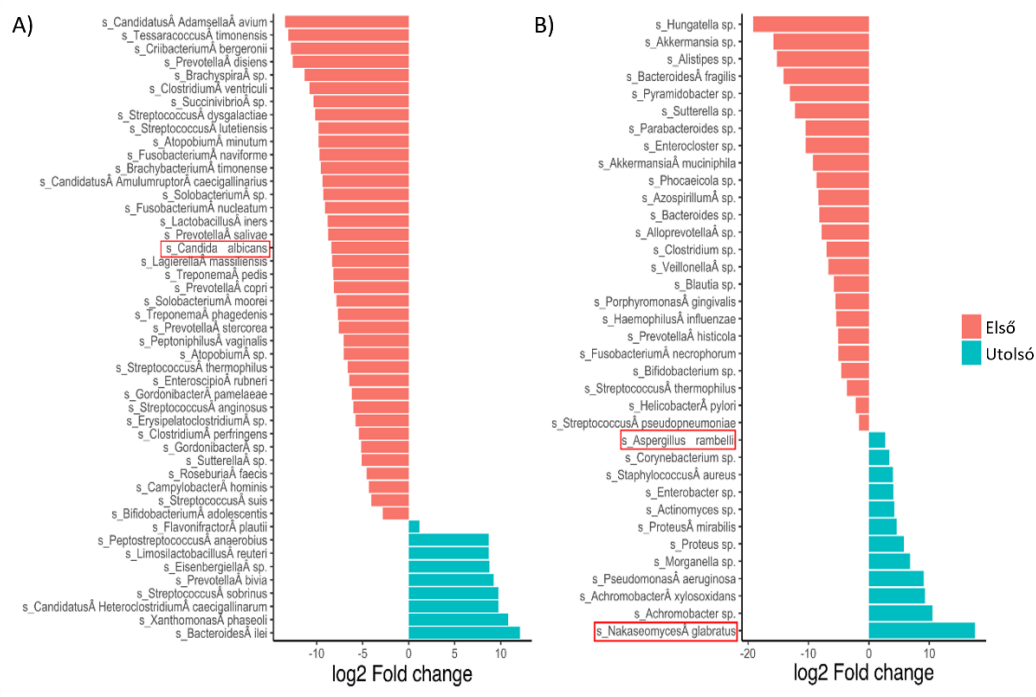 A)
s_CandidatusÂ AdamsellaÂ avium
s_TessaracoccusÂ timonensis
s_CriibacteriumÂ bergeronii
s_PrevotellaÂ disiens
s_BrachyspiraÂ sp.
s_ClostridiumÂ ventriculi
s_SuccinivibrioÂ sp.
s_StreptococcusÂ dysgalactiae
s_StreptococcusÂ lutetiensis
s_AtopobiumÂ minutum
s_FusobacteriumÂ naviforme
s_BrachybacteriumÂ timonense
s_CandidatusÂ AmulumruptorÂ caecigallinarius
s_SolobacteriumÂ sp.
s_FusobacteriumÂ nucleatum
s_LactobacillusÂ iners
s_PrevotellaÂ salivae
s_Candida albicans
s_LagierellaÂ massiliensis
s_TreponemaÂ pedis
s_PrevotellaÂ copri
s_SolobacteriumÂ moorei
s_TreponemaÂ phagedenis
s_PrevotellaÂ stercorea
s_PeptoniphilusÂ vaginalis
s_AtopobiumÂ sp.
s_StreptococcusÂ thermophilus
s_EnteroscipioÂ rubneri
s_GordonibacterÂ pamelaeae
s_StreptococcusÂ anginosus
s_ErysipelatoclostridiumÂ sp.
s_ClostridiumÂ perfringens
s_GordonibacterÂ sp.
s_SutterellaÂ sp.
s_RoseburiaÂ faecis
s_CampylobacterÂ hominis
s_StreptococcusÂ suis
s_BifidobacteriumÂ adolescentis
s_FlavonifractorÂ plautii
s_PeptostreptococcusÂ anaerobius
s_LimosilactobacillusÂ reuteri
s_EisenbergiellaÂ sp.
s_PrevotellaÂ bivia
s_StreptococcusÂ sobrinus
s_CandidatusÂ HeteroclostridiumÂ caecigallinarum
s_XanthomonasÂ phaseoli
s_BacteroidesÂ ilei
-10 -5 0 5 10
log2 Fold change
B)
s_Hungatella sp.
s_Akkermansia sp.
s_Alistipes sp.
s_BacteroidesÂ fragilis
s_Pyramidobacter sp.
s_Sutterella sp.
s_Parabacteroides sp.
s_Enterocloster sp.
s_AkkermansiaÂ muciniphila
s_Phocaeicola sp.
s_AzospirillumÂ sp.
s_Bacteroides sp.
s_AlloprevotellaÂ sp.
s_Clostridium sp.
s_VeillonellaÂ sp.
s_Blautia sp.
s_PorphyromonasÂ gingivalis
s_HaemophilusÂ influenzae
s_PrevotellaÂ histicola
s_FusobacteriumÂ necrophorum
s_Bifidobacterium sp.
s_StreptococcusÂ thermophilus
s_HelicobacterÂ pylori
s_StreptococcusÂ pseudopneumoniae
s_Aspergillus rambelli
s_Corynebacterium sp.
s_StaphylococcusÂ aureus
s_Enterobacter sp.
s_Actinomyces sp.
s_ProteusÂ mirabilis
s_Proteus sp.
s_Morganella sp.
s_PseudomonasÂ aeruginosa
s_AchromobacterÂ xylosoxidans
s_Achromobacter sp.
s_NakaseomycesÂ glabratus
-20 -10 0 10
log2 Fold change
Első
Utolsó